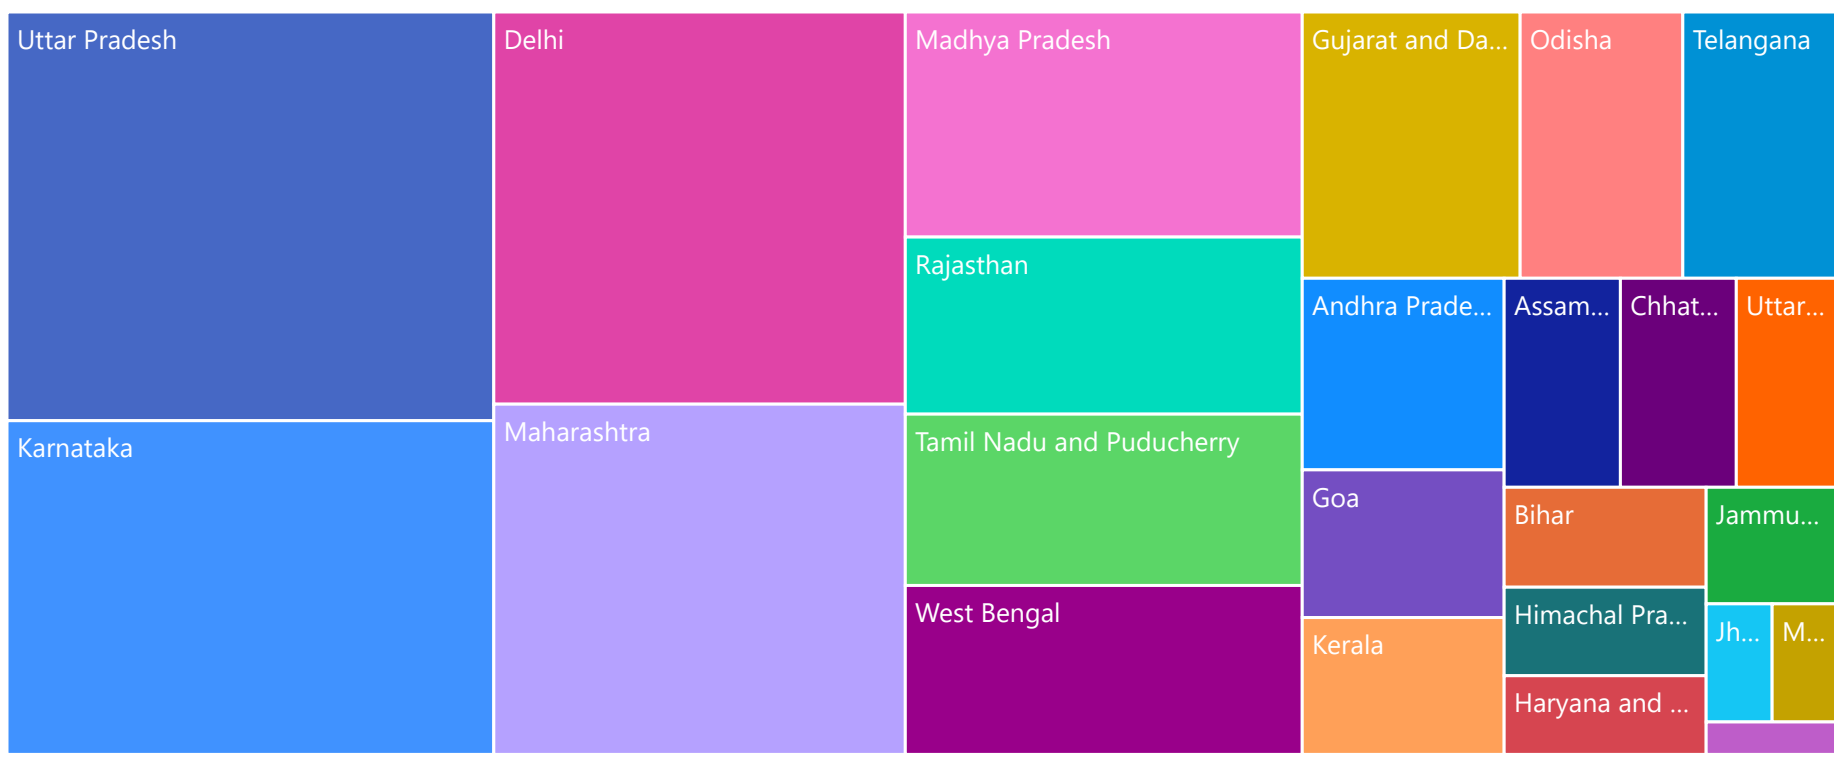 Uttar Pradesh
Karnataka
Delhi
Maharashtra
Madhya Pradesh
Rajasthan
Tamil Nadu and Puducherry
West Bengal
Gujarat and Da...
Odisha
Telangana
Andhra Prade...
Goa
Kerala
Assam...
Chhat...
Uttar...
Bihar
Himachal Pra...
Haryana and ...
Jammu...
Jh...
M...